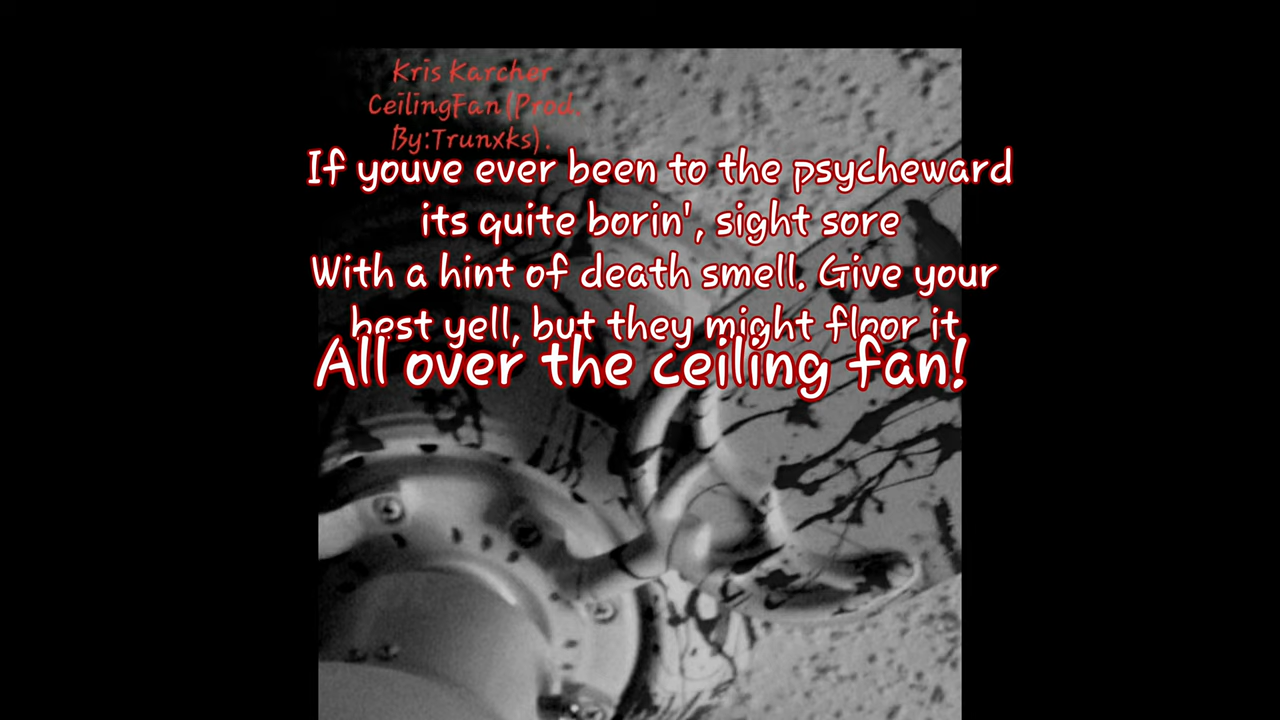 Kris Karcher
CeilingFan(Prod.
By:Trunxks).
If youve ever been to the psycheward
its quite borin', sight sore
With a hint of death smell. Give your
best yell, but they might floor it
All over the ceiling fan!